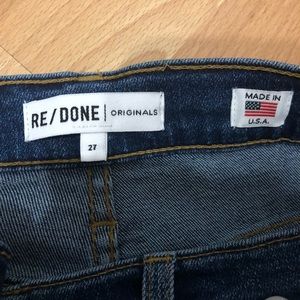 RE/DONE | ORIGINALS
MADE IN
U.S.A.
27